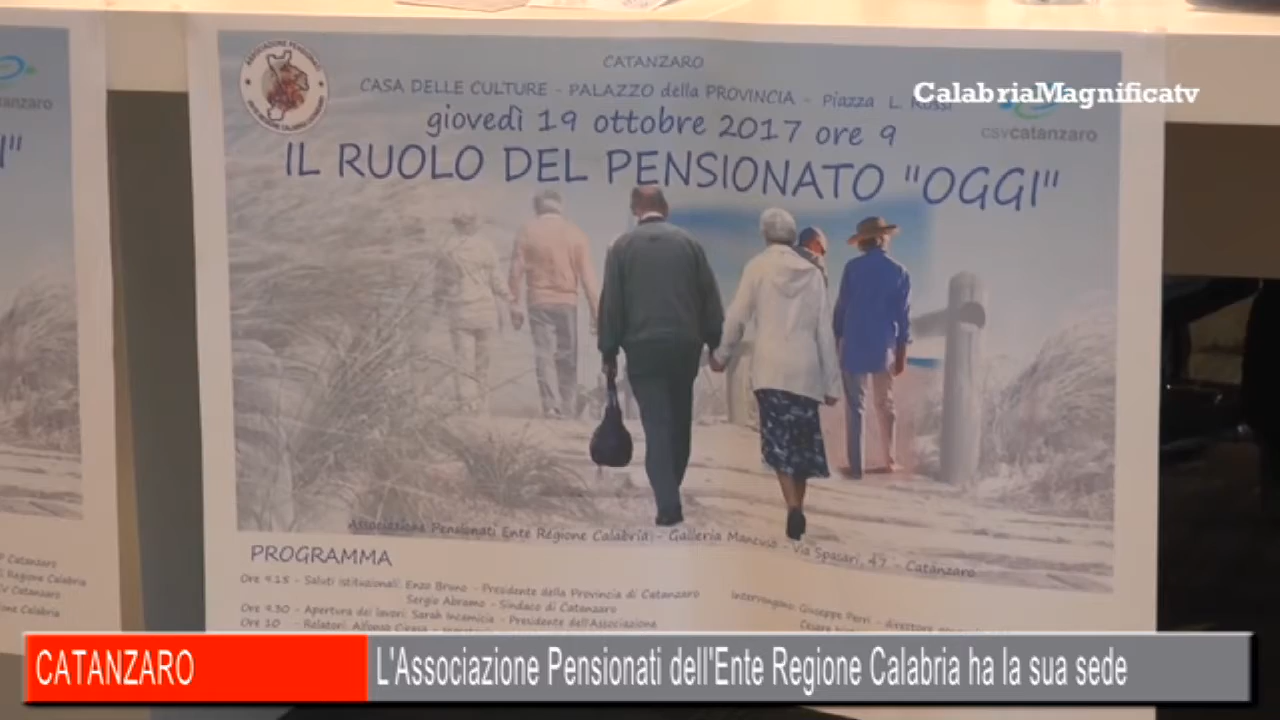 CATANZARO
CASA DELLE CULTURE - PALAZZO della PROVINCIA - Piazza L. Rossi
CalabriaMagnificatv
giovedì 19 ottobre 2017 ore 9
csvcatanzaro
IL RUOLO DEL PENSIONATO "OGGI"
Associazione Pensionati Ente Regione Calabria - Galleria Mancuso - Via Spasari, 47 - Catanzaro
PROGRAMMA
Ore 9.15 - Saluti istituzionali: Enzo Bruno - Presidente della Provincia di Catanzaro
Sergio Abramo - Sindaco di Catanzaro
Ore 9.30 - Apertura dei lavori: Sarah Incamicia - Presidente dell'Associazione
Ore 10 - Relatori: Alfonso
Intervengono: Giuseppe Perri - direttore
Catanzaro
Regione Calabria
Catanzaro
Calabria
CATANZARO
L'Associazione Pensionati dell'Ente Regione Calabria ha la sua sede